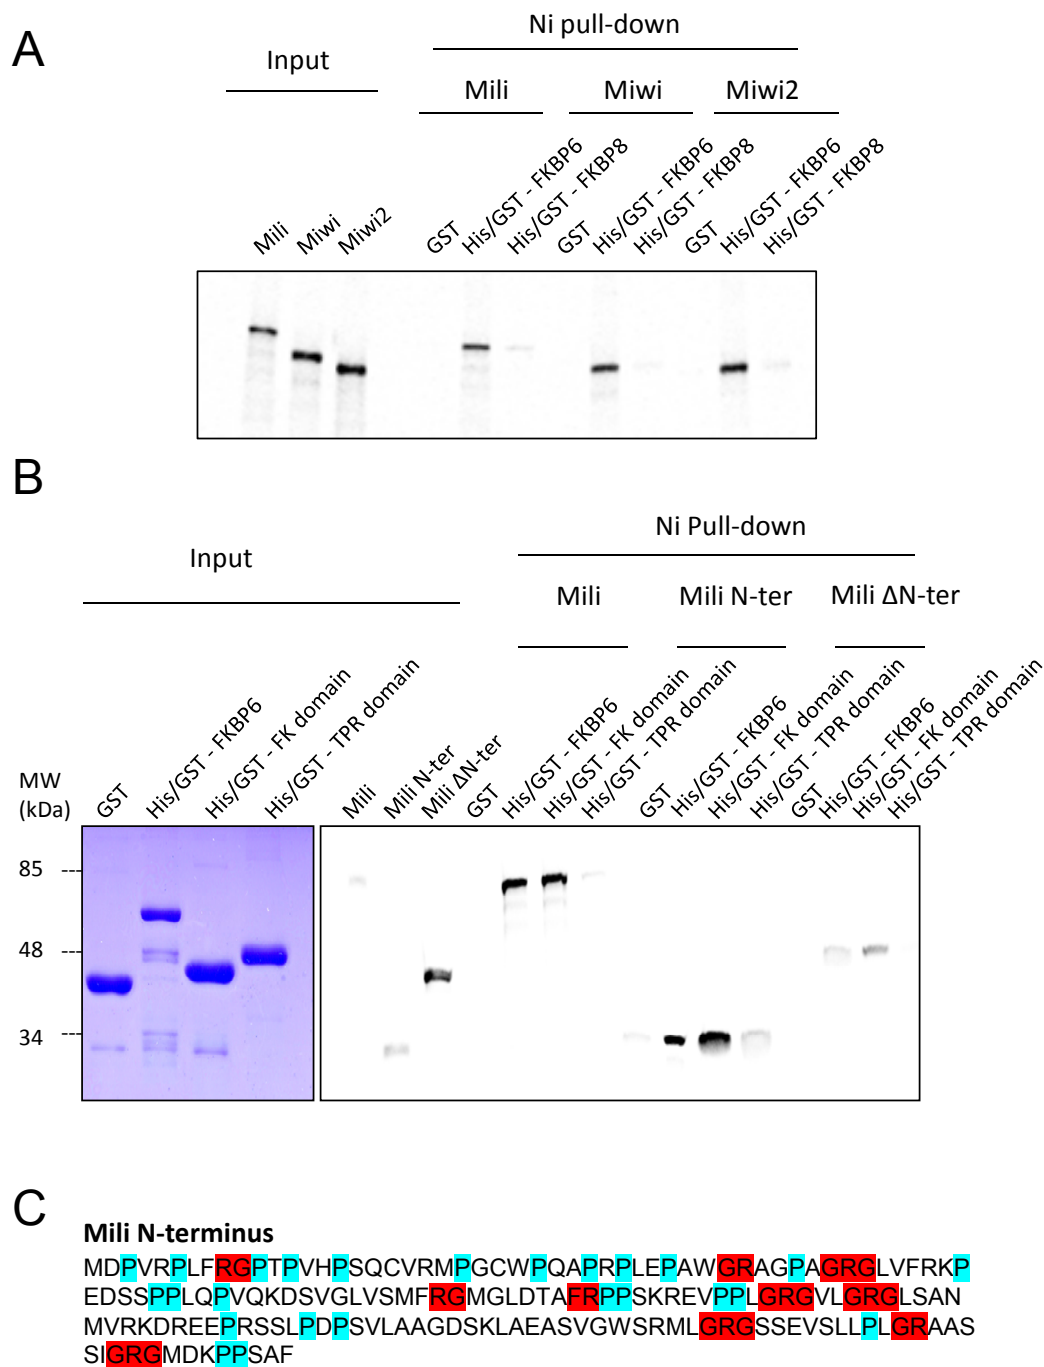 A
Ni pull-down
Input
Mili Miwi Miwi2
Mili Miwi Miwi2
GST His/GST - FKBP6 His/GST - FKBP8 GST His/GST - FKBP6 His/GST - FKBP8 GST His/GST - FKBP6 His/GST - FKBP8
B
Ni Pull-down
Input
Mili Mili N-ter Mili ΔN-ter
GST His/GST - FKBP6 His/GST - FK domain His/GST - TPR domain
Mili Mili N-ter Mili ΔN-ter
GST His/GST - FKBP6 His/GST - FK domain His/GST - TPR domain GST His/GST - FKBP6 His/GST - FK domain His/GST - TPR domain GST His/GST - FKBP6 His/GST - FK domain His/GST - TPR domain
MW
(kDa)
85 ---
48 ---
34 ---
C
Mili N-terminus
MDPVRPLFRGPTPVHPSQCVRMPGCWPQAPRPLEPAWGRAGPAGRGLVFRKP
EDSSPPLQPVQKDSVGLVSMFRGMGLDTAFRPPSKREVPPLGRGVLGRGLSAN
MVRKDREEPRSSLPDPSVLAAGDSKLAEASVGWSRMLGRGSSEVSLLPLGRAAS
SIGRGMDKPPSAF